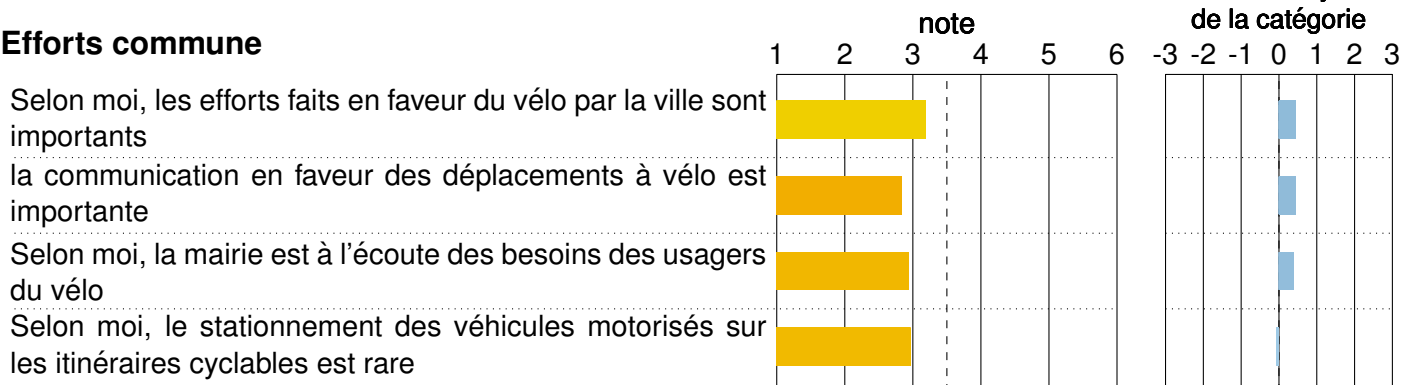 note
de la catégorie
Efforts commune
1 2 3 4 5 6
-3 -2 -1 0 1 2 3
Selon moi, les efforts faits en faveur du vélo par la ville sont
importants
la communication en faveur des déplacements à vélo est
importante
Selon moi, la mairie est à l'écoute des besoins des usagers
du vélo
Selon moi, le stationnement des véhicules motorisés sur
les itinéraires cyclables est rare